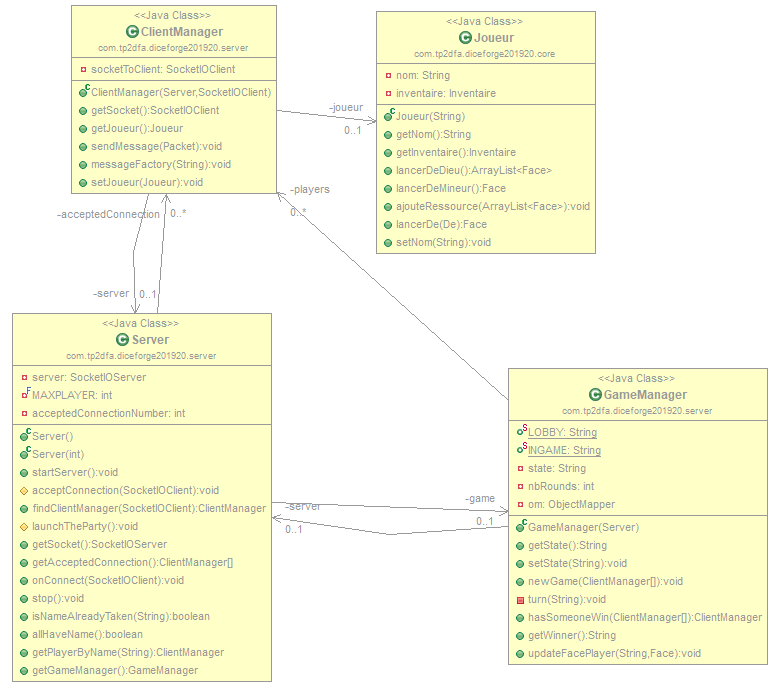 <<Java Class>>
ClientManager
com.tp2dfa.diceforge201920.server
socketToClient: SocketIOClient
ClientManager(Server,SocketIOClient)
getSocket():SocketIOClient
getJoueur():Joueur
sendMessage(Packet):void
messageFactory(String):void
setJoueur(Joueur):void
<<Java Class>>
Joueur
com.tp2dfa.diceforge201920.core
nom: String
inventaire: Inventaire
Joueur(String)
getNom():String
getInventaire():Inventaire
lancerDeDieu():ArrayList<Face>
lancerDeMineur():Face
ajouteRessource(ArrayList<Face>):void
lancerDe(De):Face
setNom(String):void
-joueur
0..1
-players
0..*
-acceptedConnection
0..*
-server
0..1
<<Java Class>>
Server
com.tp2dfa.diceforge201920.server
server: SocketIOServer
MAXPLAYER: int
acceptedConnectionNumber: int
Server()
Server(int)
startServer():void
acceptConnection(SocketIOClient):void
findClientManager(SocketIOClient):ClientManager
launchTheParty():void
getSocket():SocketIOServer
getAcceptedConnection():ClientManager[]
onConnect(SocketIOClient):void
stop():void
isNameAlreadyTaken(String):boolean
allHaveName():boolean
getPlayerByName(String):ClientManager
getGameManager():GameManager
-server
0..1
-game
0..1
<<Java Class>>
GameManager
com.tp2dfa.diceforge201920.server
LOBBY: String
INGAME: String
state: String
nbRounds: int
om: ObjectMapper
GameManager(Server)
getState():String
setState(String):void
newGame(ClientManager[]):void
turn(String):void
hasSomeoneWin(ClientManager[]):ClientManager
getWinner():String
updateFacePlayer(String,Face):void